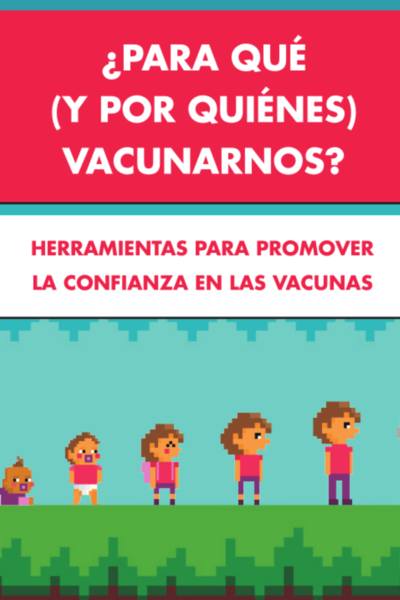 ¿PARA QUÉ
(Y POR QUIÉNES)
VACUNARNOS?
HERRAMIENTAS PARA PROMOVER
LA CONFIANZA EN LAS VACUNAS